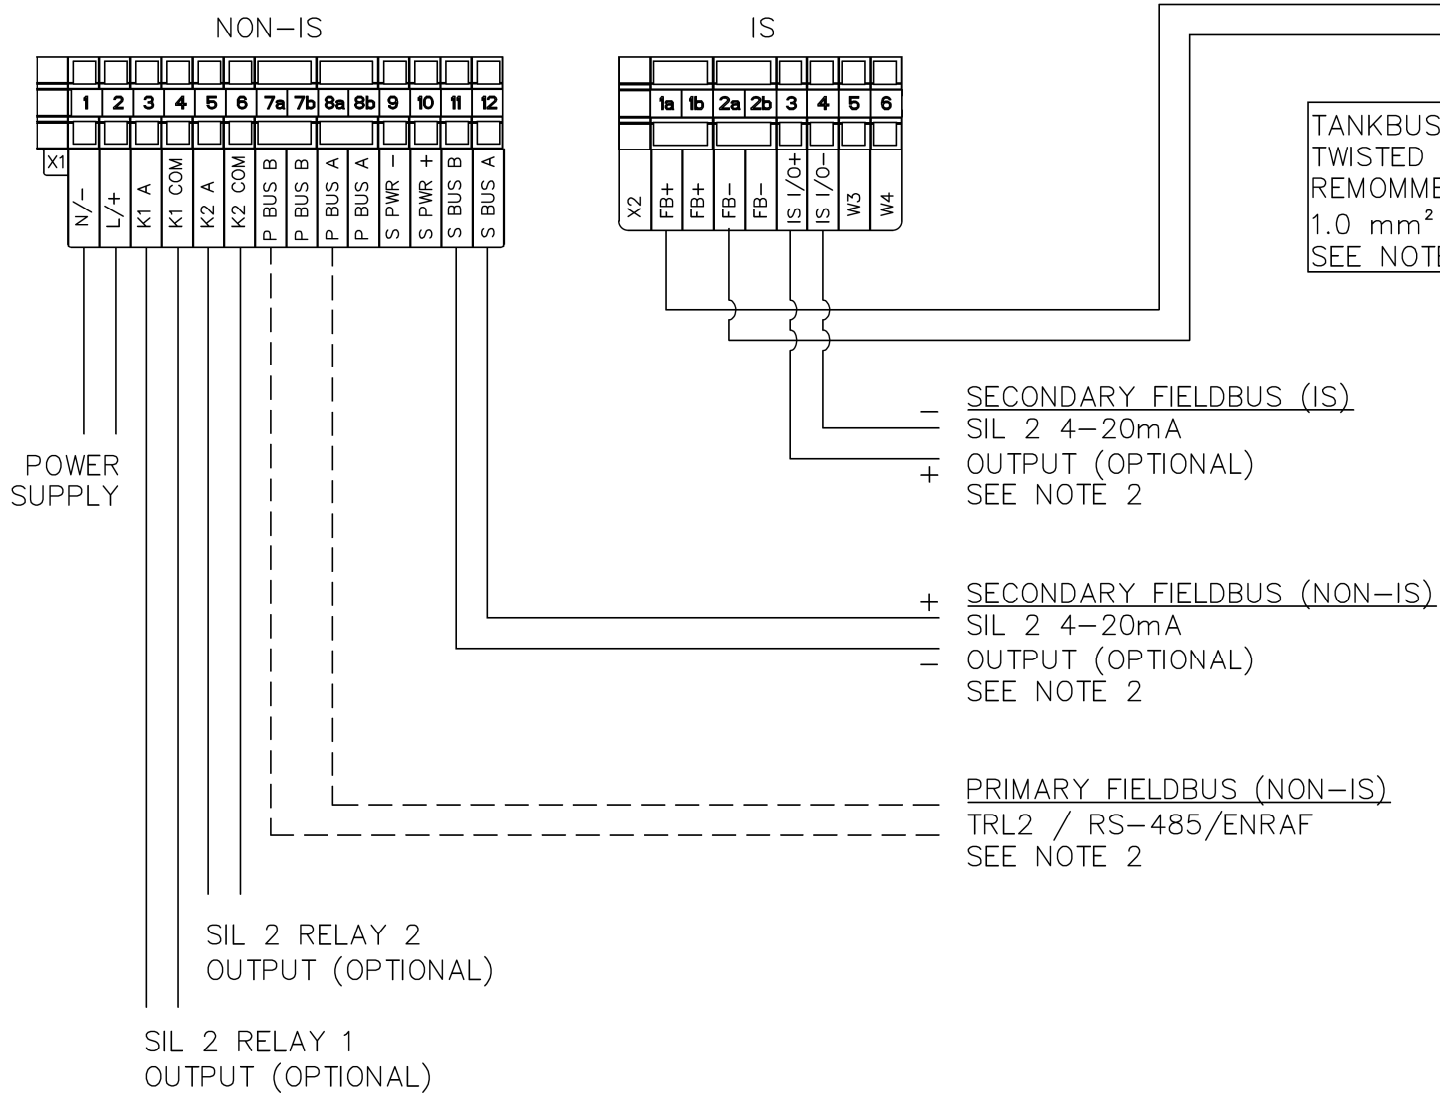 NON-IS
1 2 3 4 5 6 7a 7b 8a 8b 9 10 11 12
X1
N/-
L/+
K1 A
K1 COM
K2 A
K2 COM
P BUS B
P BUS B
P BUS A
P BUS A
S PWR -
S PWR +
S BUS B
S BUS A
IS
1a 1b 2a 2b 3 4 5 6
X2
FB+
FB+
FB-
FB-
IS I/O+
IS I/O-
W3
W4
TANKBUS
TWISTED
REMOMME
1.0 mm²
SEE NOTE
POWER
SUPPLY
SECONDARY FIELDBUS (IS)
- SIL 2 4-20mA
OUTPUT (OPTIONAL)
+
SEE NOTE 2
+ SECONDARY FIELDBUS (NON-IS)
SIL 2 4-20mA
- OUTPUT (OPTIONAL)
SEE NOTE 2
PRIMARY FIELDBUS (NON-IS)
TRL2 / RS-485/ENRAF
SEE NOTE 2
SIL 2 RELAY 2
OUTPUT (OPTIONAL)
SIL 2 RELAY 1
OUTPUT (OPTIONAL)